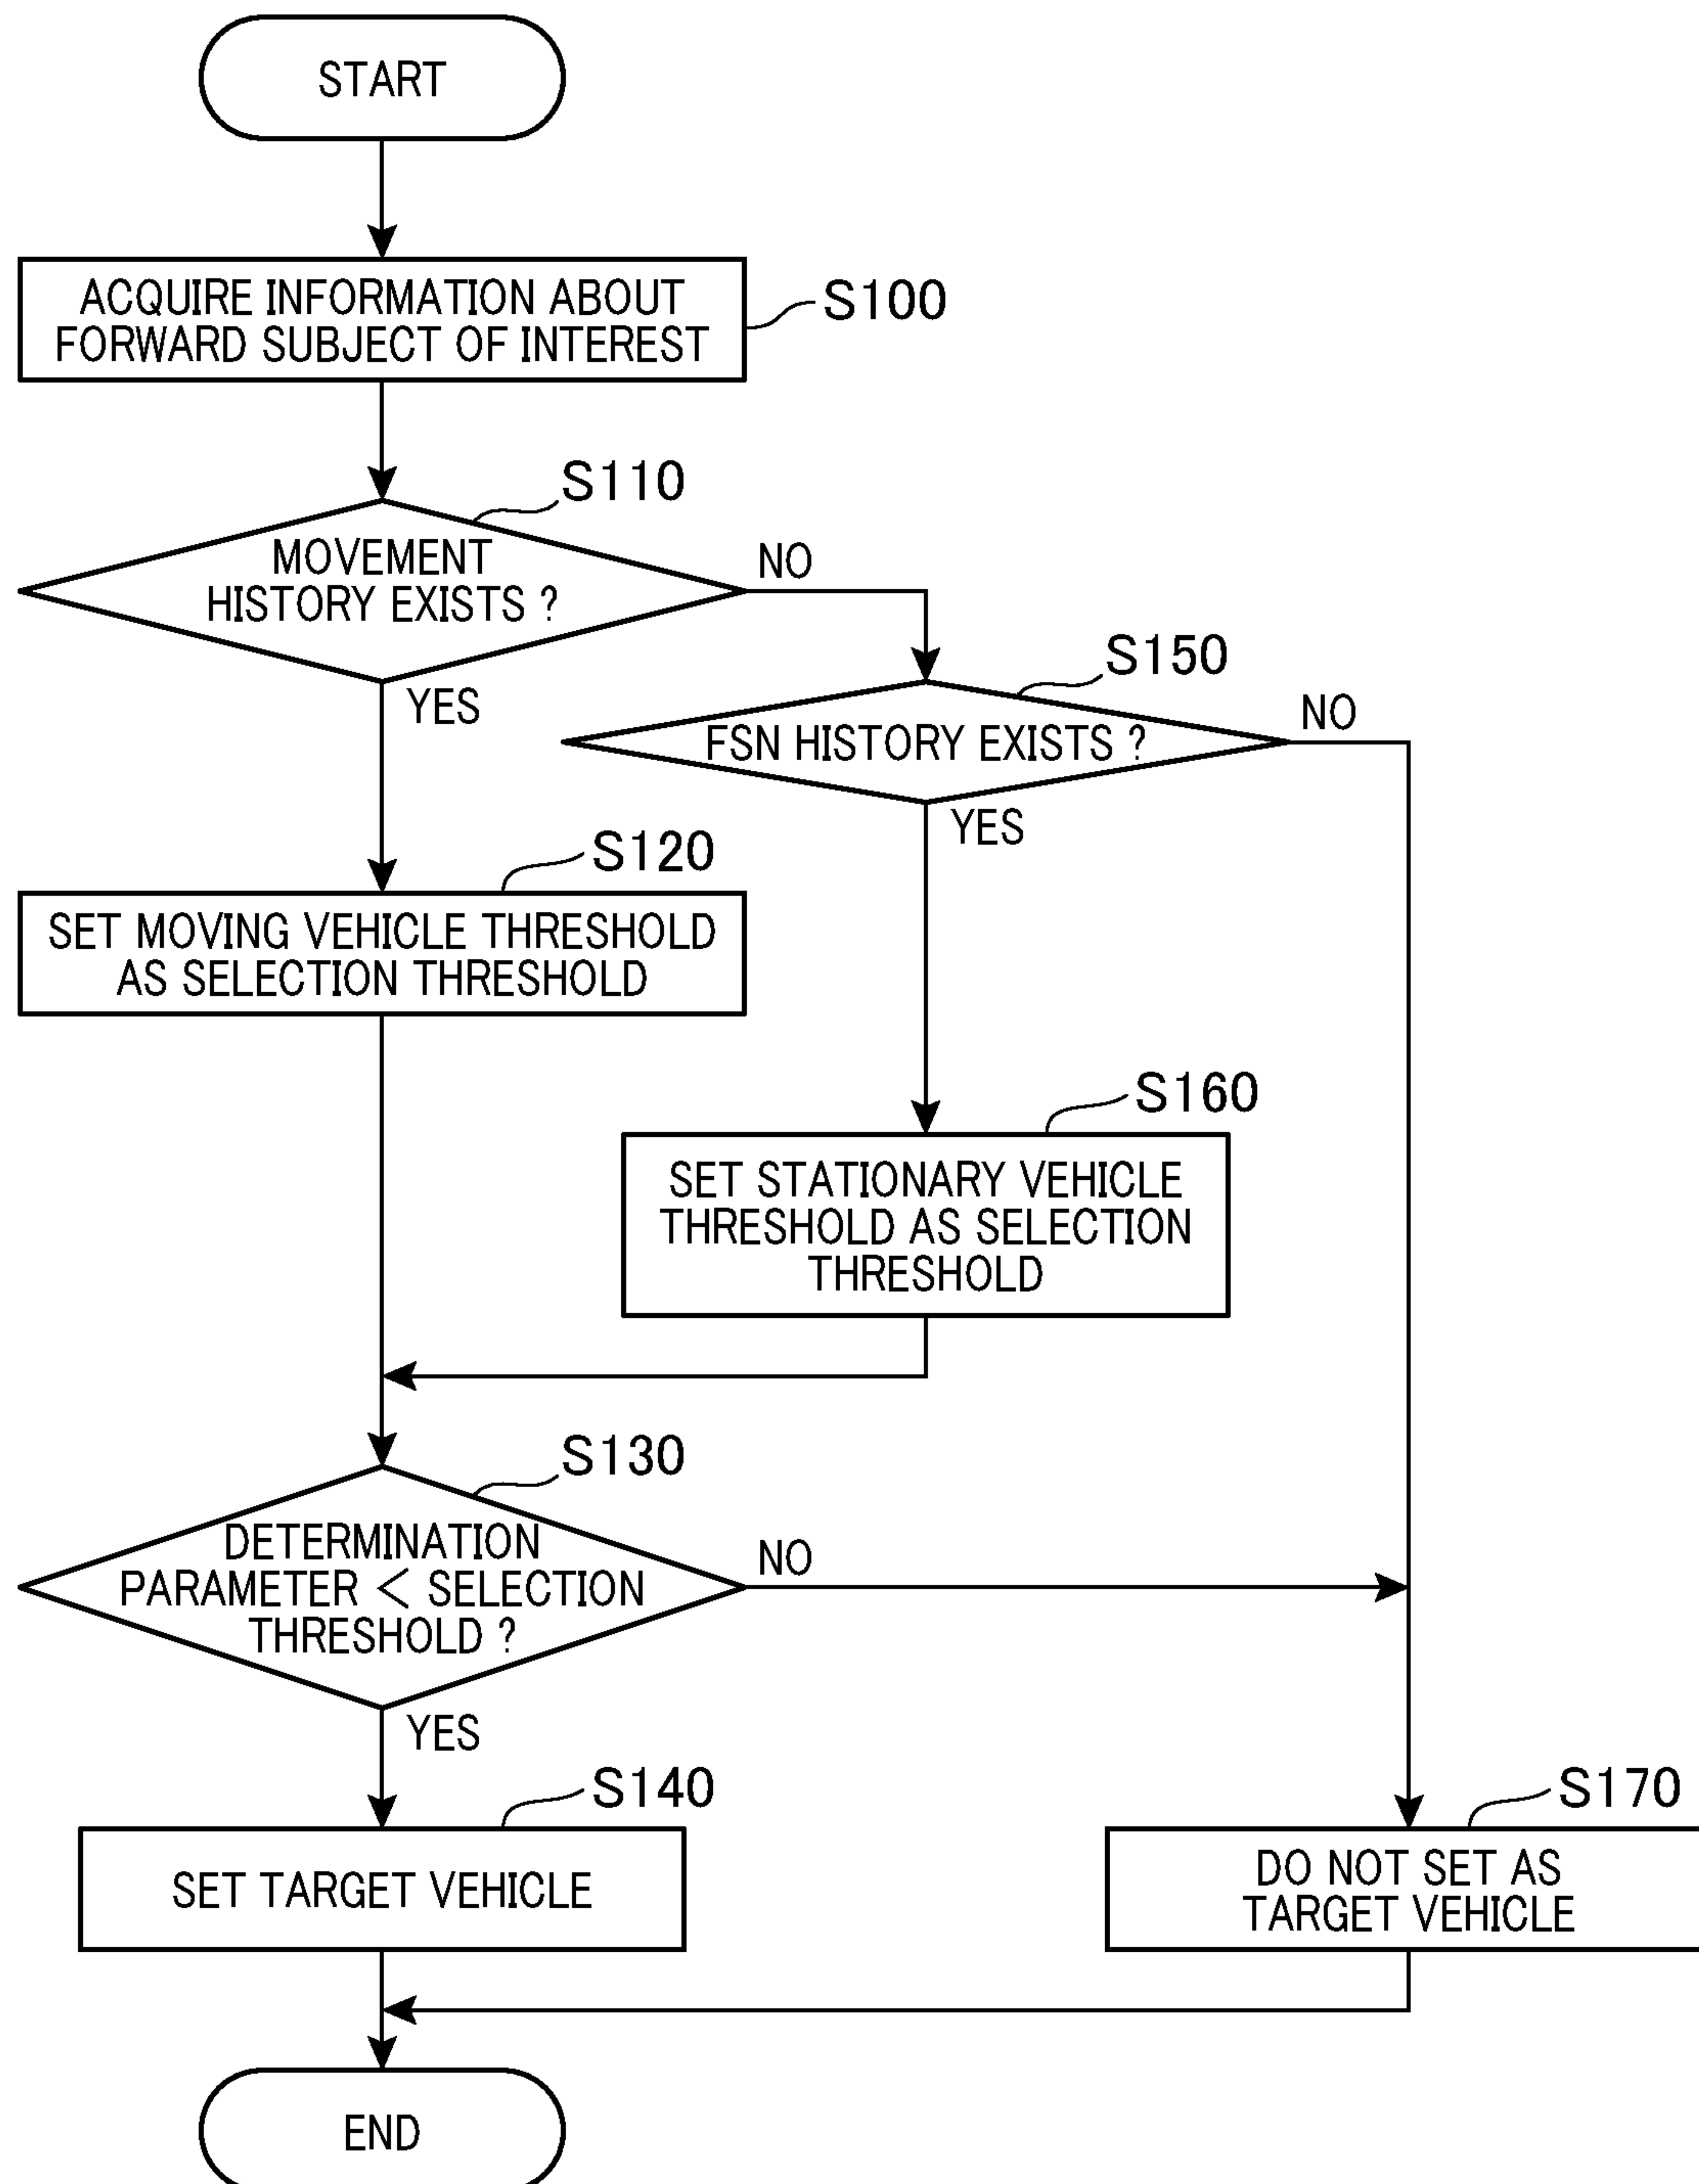 START
ACQUIRE INFORMATION ABOUT
FORWARD SUBJECT OF INTEREST
S100
S110
MOVEMENT
HISTORY EXISTS ?
NO
YES
S150
FSN HISTORY EXISTS ?
NO
YES
S120
SET MOVING VEHICLE THRESHOLD
AS SELECTION THRESHOLD
S160
SET STATIONARY VEHICLE
THRESHOLD AS SELECTION
THRESHOLD
S130
DETERMINATION
PARAMETER < SELECTION
THRESHOLD ?
NO
YES
S140
SET TARGET VEHICLE
S170
DO NOT SET AS
TARGET VEHICLE
END